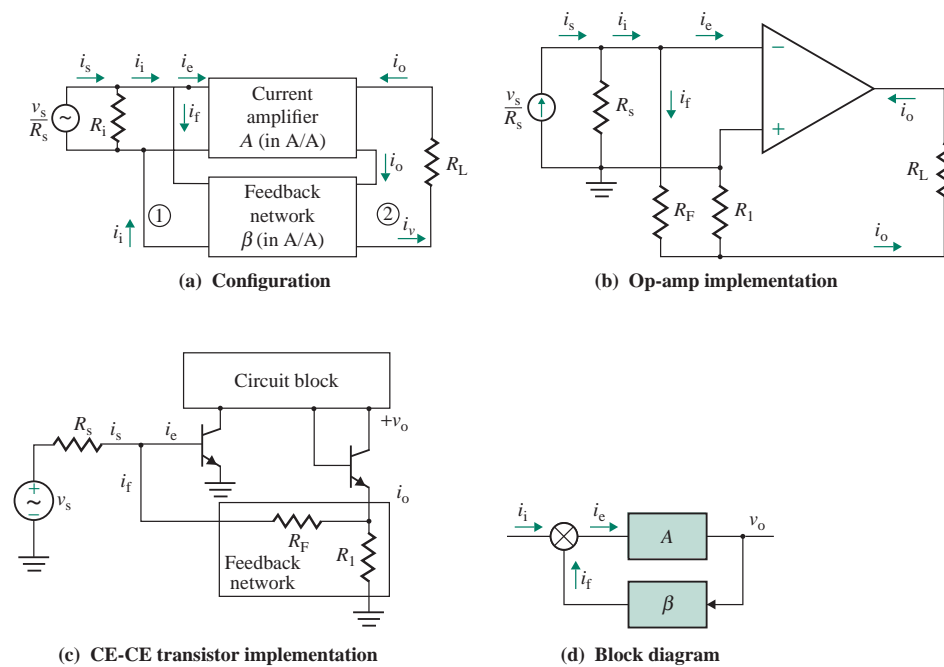 i_s
i_i
i_e
i_o
v_s/R_s
~
R_i
i_f
Current
amplifier
A (in A/A)
i_o
R_L
1
Feedback
network
β (in A/A)
2
i_i
i_v
(a) Configuration
i_s
i_i
i_e
−
v_s/R_s
R_s
i_f
+
i_o
R_L
R_F
R_1
i_o
(b) Op-amp implementation
Circuit block
+v_o
R_s
i_s
i_e
i_f
i_o
+
~
−
v_s
R_F
R_1
Feedback
network
(c) CE-CE transistor implementation
i_i
i_e
A
v_o
i_f
β
(d) Block diagram